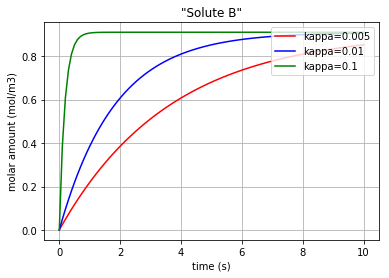 "Solute B"
molar amount (mol/m3)
0.8
0.6
0.4
0.2
0.0
kappa=0.005
kappa=0.01
kappa=0.1
0
2
4
6
8
10
time (s)